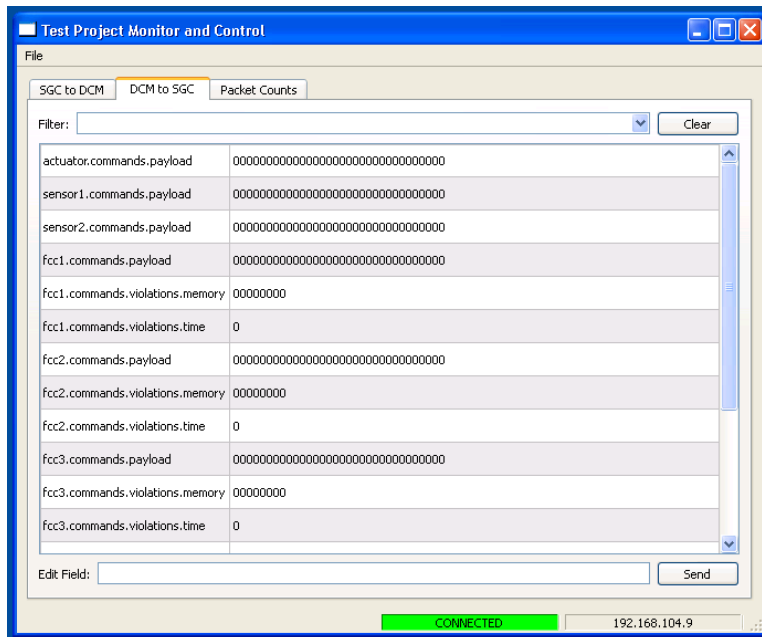 Test Project Monitor and Control
File
SGC to DCM DCM to SGC Packet Counts
Filter: Clear
actuator.commands.payload 00000000000000000000000000000000
sensor1.commands.payload 00000000000000000000000000000000
sensor2.commands.payload 00000000000000000000000000000000
fcc1.commands.payload 00000000000000000000000000000000
fcc1.commands.violations.memory 00000000
fcc1.commands.violations.time 0
fcc2.commands.payload 00000000000000000000000000000000
fcc2.commands.violations.memory 00000000
fcc2.commands.violations.time 0
fcc3.commands.payload 00000000000000000000000000000000
fcc3.commands.violations.memory 00000000
fcc3.commands.violations.time 0
Edit Field: Send
CONNECTED 192.168.104.9